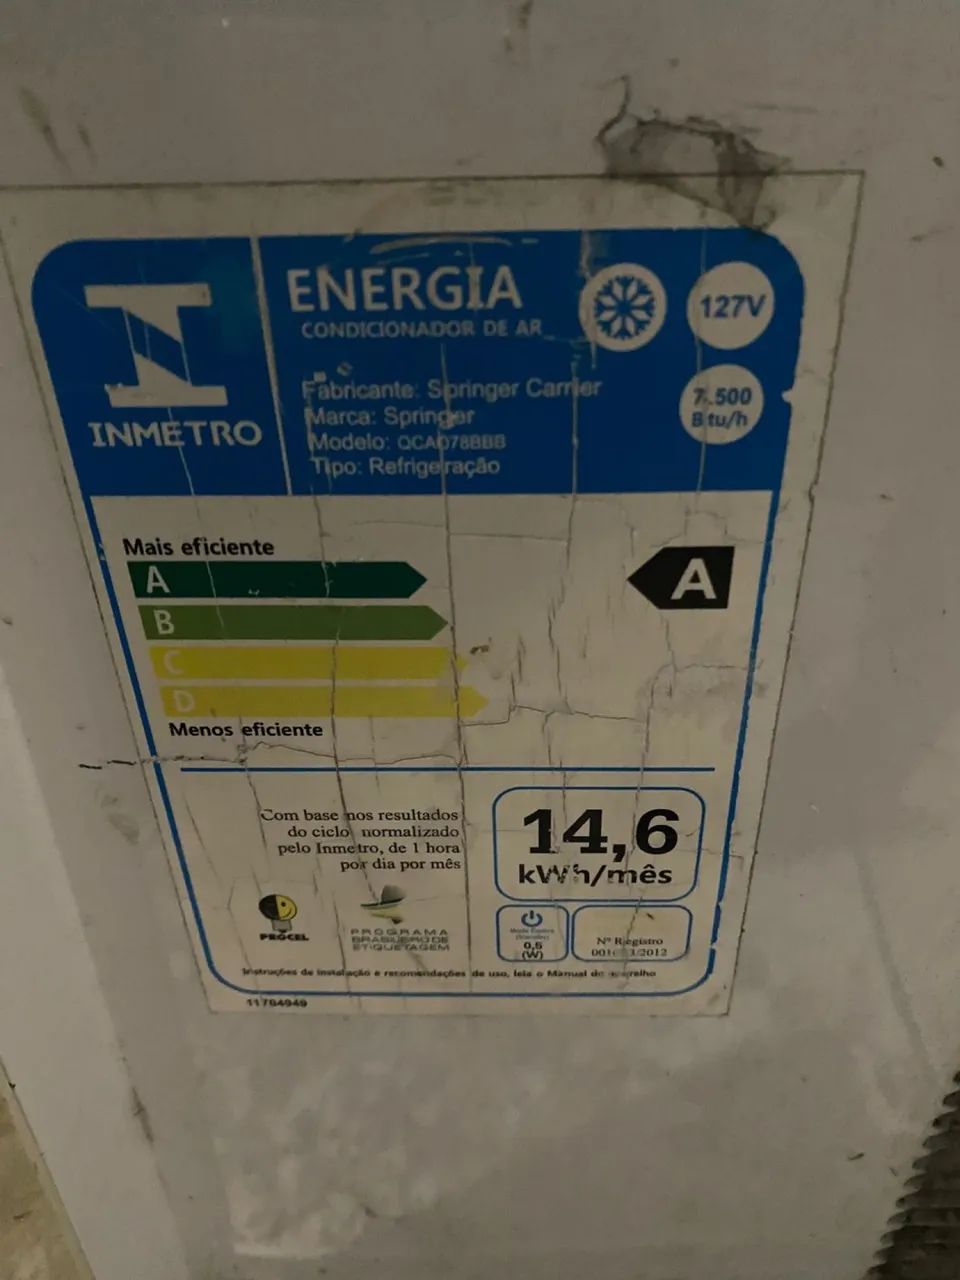 INMETRO
ENERGIA
CONDICIONADOR DE AR
127V
7.500
Btu/h
Fabricante: Springer Carrier
Marca: Springer
Modelo: QCA078BBB
Tipo: Refrigeração
Mais eficiente
A
B
C
D
Menos eficiente
A
Com base nos resultados
do ciclo normalizado
pelo Inmetro, de 1 hora
por dia por mês
14,6
kWh/mês
PROCEL
PROGRAMA
BRASILEIRO DE
ETIQUETAGEM
0,5
(W)
Nº Registro
Instruções de instalação e recomendações de uso, leia o Manual do aparelho
11704949